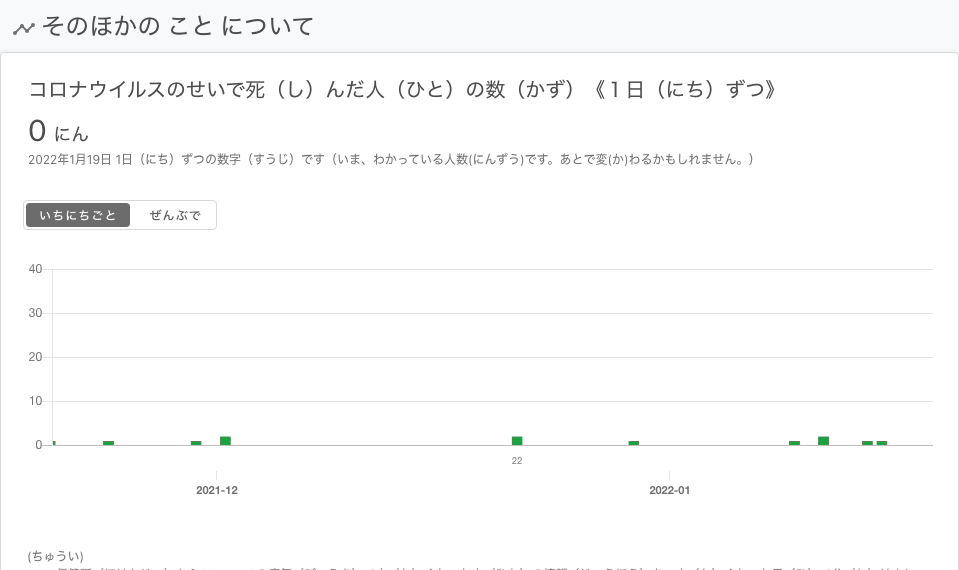 そのほかの こと について
コロナウイルスのせいで死（し）んだ人（ひと）の数（かず）《１日（にち）ずつ》
0 にん
2022年1月19日 1日（にち）ずつの数字（すうじ）です（いま、わかっている人数(にんずう)です。あとで変(か)わるかもしれません。）
いちにちごと ぜんぶで
40
30
20
10
0
22
2021-12 2022-01
(ちゅうい)